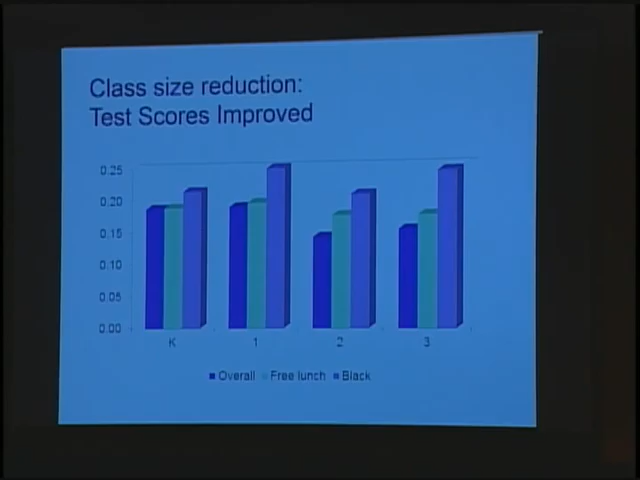 Class size reduction:
Test Scores Improved
0.25
0.20
0.15
0.10
0.05
0.00
K 1 2 3
Overall Free lunch Black